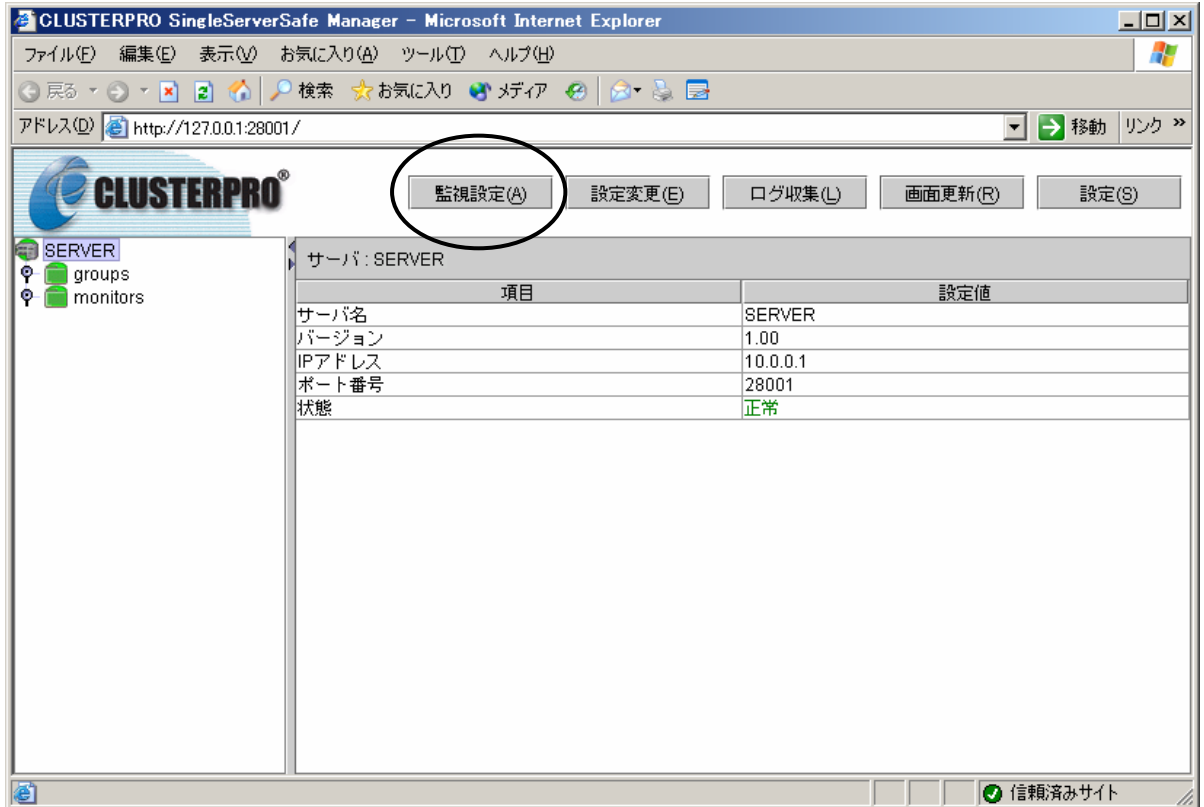 CLUSTERPRO SingleServerSafe Manager - Microsoft Internet Explorer
ファイル(F) 編集(E) 表示(V) お気に入り(A) ツール(T) ヘルプ(H)
戻る 検索 お気に入り メディア
アドレス(D) http://127.0.0.1:28001/ 移動 リンク »
CLUSTERPRO® 監視設定(A) 設定変更(E) ログ収集(L) 画面更新(R) 設定(S)
SERVER
groups
monitors
サーバ : SERVER
項目 設定値
サーバ名 SERVER
バージョン 1.00
IPアドレス 10.0.0.1
ポート番号 28001
状態 正常
信頼済みサイト